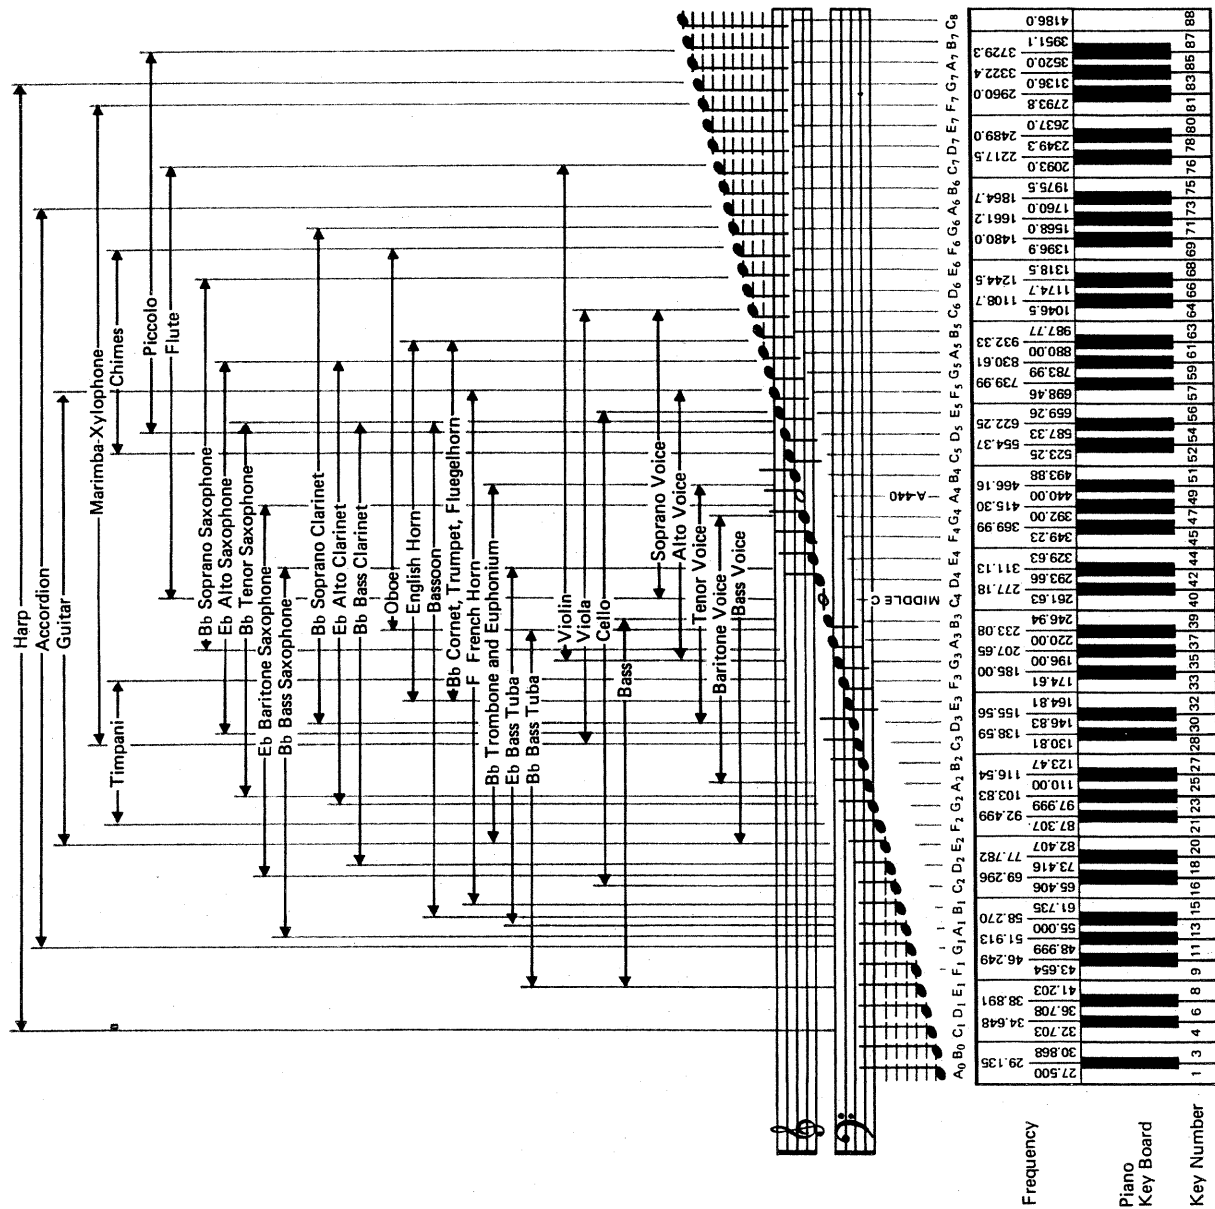 Harp
Accordion
Guitar
Timpani
Marimba-Xylophone
Chimes
Piccolo
Flute
B♭ Soprano Saxophone
E♭ Alto Saxophone
B♭ Tenor Saxophone
E♭ Baritone Saxophone
B♭ Bass Saxophone
B♭ Soprano Clarinet
E♭ Alto Clarinet
B♭ Bass Clarinet
Oboe
English Horn
Bassoon
B♭ Cornet, Trumpet, Fluegelhorn
F French Horn
B♭ Trombone and Euphonium
E♭ Bass Tuba
B♭ Bass Tuba
Violin
Viola
Cello
Bass
Soprano Voice
Alto Voice
Tenor Voice
Baritone Voice
Bass Voice
MIDDLE C
A-440
A0 B0 C1 D1 E1 F1 G1 A1 B1 C2 D2 E2 F2 G2 A2 B2 C3 D3 E3 F3 G3 A3 B3 C4 D4 E4 F4 G4 A4 B4 C5 D5 E5 F5 G5 A5 B5 C6 D6 E6 F6 G6 A6 B6 C7 D7 E7 F7 G7 A7 B7 C8
Frequency
29.135 34.648 38.891 46.249 51.913 58.270 69.296 77.782 92.499 103.83 116.54 138.59 155.56 185.00 207.65 233.08 277.18 311.13 369.99 415.30 466.16 554.37 622.25 739.99 830.61 932.33 1108.7 1244.5 1480.0 1661.2 1864.7 2217.5 2489.0 2960.0 3322.4 3729.3
27.500 30.868 32.703 36.708 41.203 43.654 48.999 55.000 61.735 65.406 73.416 82.407 87.307 97.999 110.00 123.47 130.81 146.83 164.81 174.61 196.00 220.00 246.94 261.63 293.66 329.63 349.23 392.00 440.00 493.88 523.25 587.33 659.26 698.46 783.99 880.00 987.77 1046.5 1174.7 1318.5 1396.9 1568.0 1760.0 1975.5 2093.0 2349.3 2637.0 2793.8 3136.0 3520.0 3951.1 4186.0
Piano
Key Board
Key Number
1 3 4 6 8 9 11 13 15 16 18 20 21 23 25 27 28 30 32 33 35 37 39 40 42 44 45 47 49 51 52 54 56 57 59 61 63 64 66 68 69 71 73 75 76 78 80 81 83 85 87 88